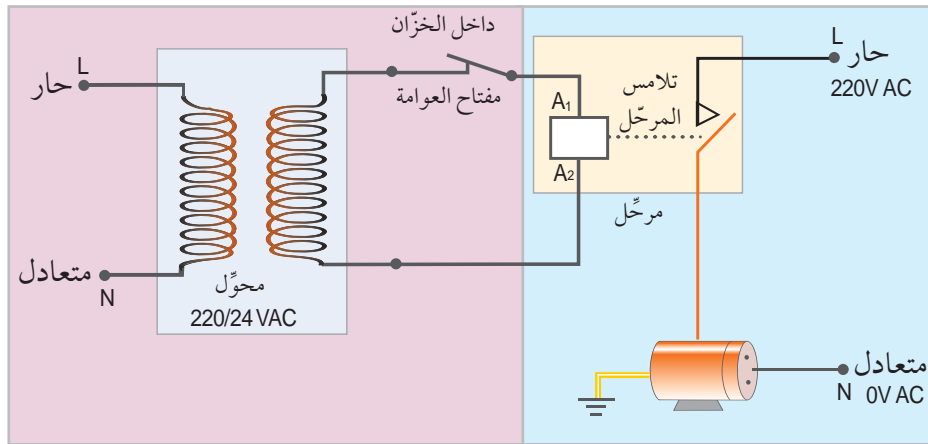 داخل الخزّان
مفتاح العوامة
L
حار
متعادل
N
محوِّل
220/24 VAC
A1
A2
تلامس
المرحّل
مرحِّل
L
حار
220V AC
متعادل
N
0V AC